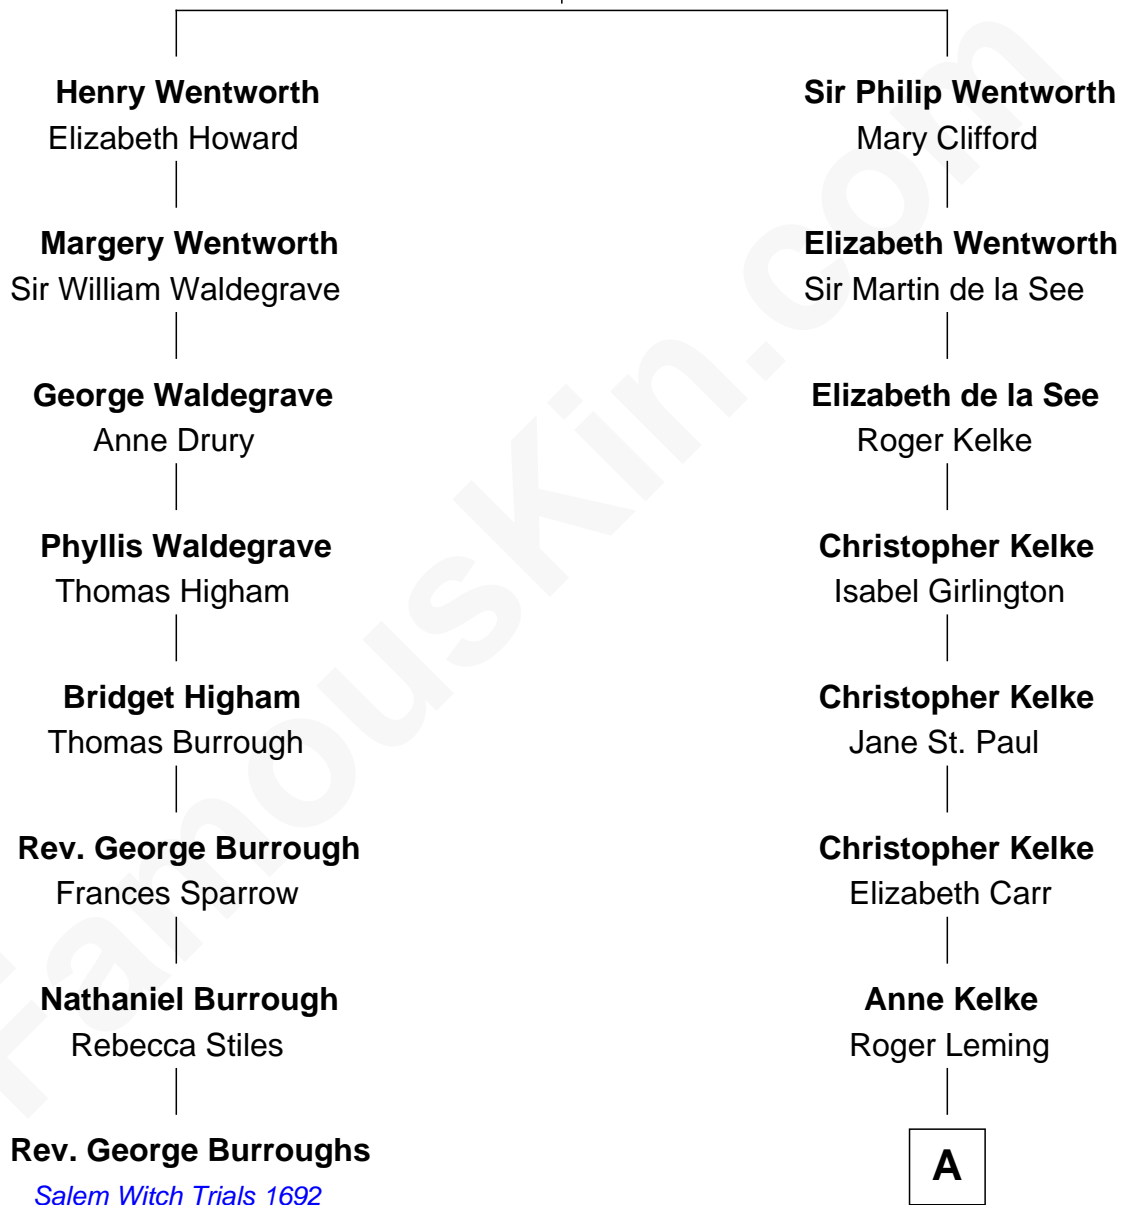 Henry Wentworth
Elizabeth Howard
Margery Wentworth
Sir William Waldegrave
George Waldegrave
Anne Drury
Phyllis Waldegrave
Thomas Higham
Bridget Higham
Thomas Burrough
Rev. George Burrough
Frances Sparrow
Nathaniel Burrough
Rebecca Stiles
Rev. George Burroughs
Salem Witch Trials 1692
Sir Philip Wentworth
Mary Clifford
Elizabeth Wentworth
Sir Martin de la See
Elizabeth de la See
Roger Kelke
Christopher Kelke
Isabel Girlington
Christopher Kelke
Jane St. Paul
Christopher Kelke
Elizabeth Carr
Anne Kelke
Roger Leming
A
FamousKin.com